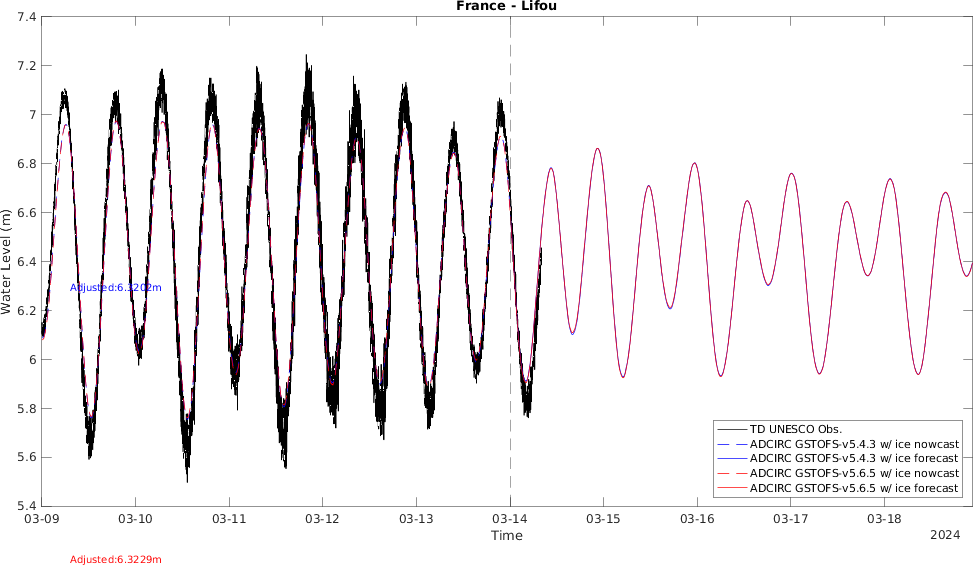 France - Lifou
7.4
7.2
7
6.8
6.6
6.4
6.2
6
5.8
5.6
5.4
Water Level (m)
Adjusted:6.3202m
TD UNESCO Obs.
ADCIRC GSTOFS-v5.4.3 w/ ice nowcast
ADCIRC GSTOFS-v5.4.3 w/ ice forecast
ADCIRC GSTOFS-v5.6.5 w/ ice nowcast
ADCIRC GSTOFS-v5.6.5 w/ ice forecast
03-09 03-10 03-11 03-12 03-13 03-14 03-15 03-16 03-17 03-18
Time
2024
Adjusted:6.3229m